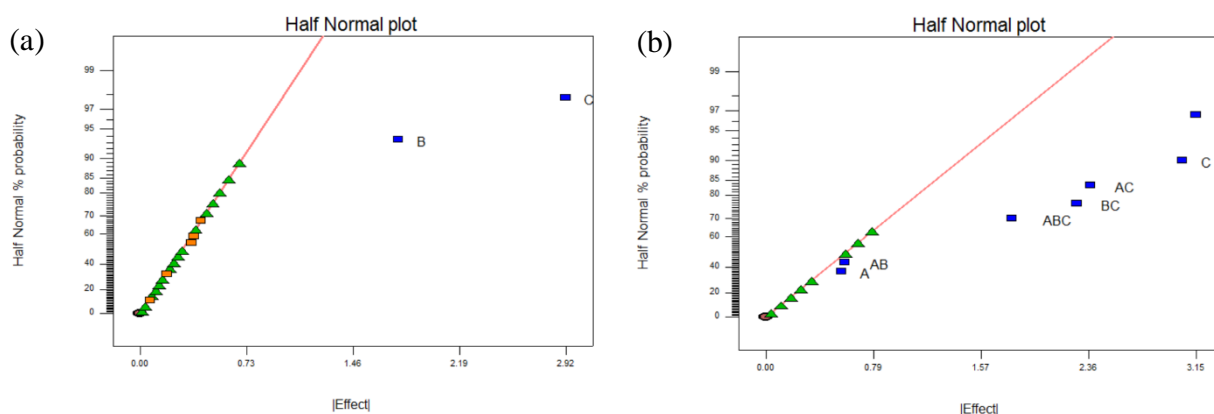 (a)
Half Normal plot
Half Normal % probability
99
97
95
90
85
80
70
60
40
20
0
C
B
0.00 0.73 1.46 2.19 2.92
|Effect|
(b)
Half Normal plot
Half Normal % probability
99
97
95
90
85
80
70
60
40
20
0
C
AC
BC
ABC
AB
A
0.00 0.79 1.57 2.36 3.15
|Effect|